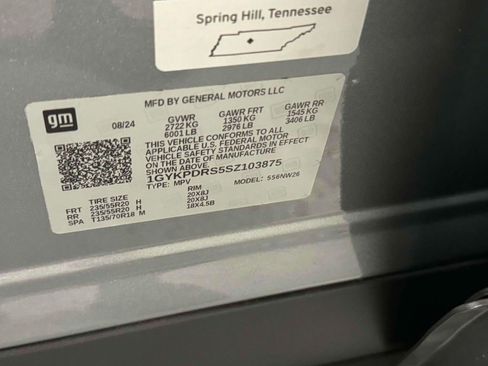 Spring Hill, Tennessee
MFD BY GENERAL MOTORS LLC
gm 08/24 GVWR GAWR FRT GAWR RR
2722 KG 1350 KG 1545 KG
6001 LB 2976 LB 3406 LB
THIS VEHICLE CONFORMS TO ALL
APPLICABLE U.S. FEDERAL MOTOR
VEHICLE SAFETY STANDARDS IN EFFECT
ON THE DATE OF MANUFACTURE
1GYKPDRS5SZ103875
TYPE: MPV MODEL: 5S6NW26
TIRE SIZE RIM
FRT 235/55R20 H 20X8J
RR 235/55R20 H 20X8J
SPA T135/70R18 M 18X4.5B